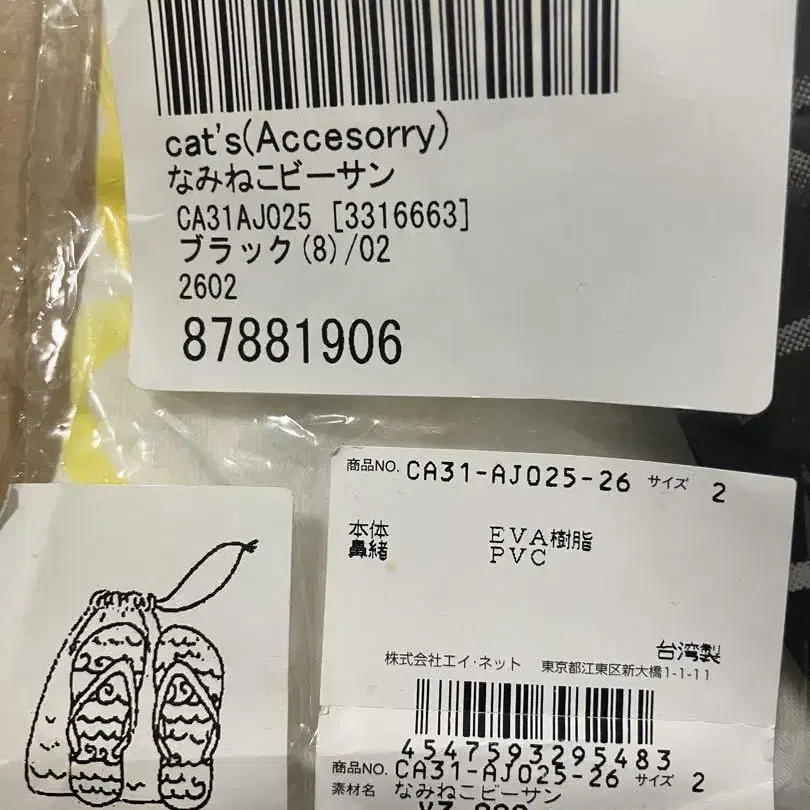 cat's(Accesorry)
なみねこビーサン
CA31AJ025 [3316663]
ブラック(8)/02
2602
87881906
商品NO. CA31-AJ025-26 サイズ 2
本体 EVA樹脂
鼻緒 PVC
台湾製
株式会社エイ・ネット 東京都江東区新大橋1-1-11
4547593295483
商品NO. CA31-AJ025-26 サイズ 2
素材名 なみねこビーサン